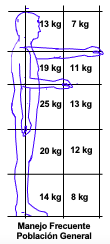 13 kg 7 kg
19 kg 11 kg
25 kg 13 kg
20 kg 12 kg
14 kg 8 kg
Manejo Frecuente
Población General